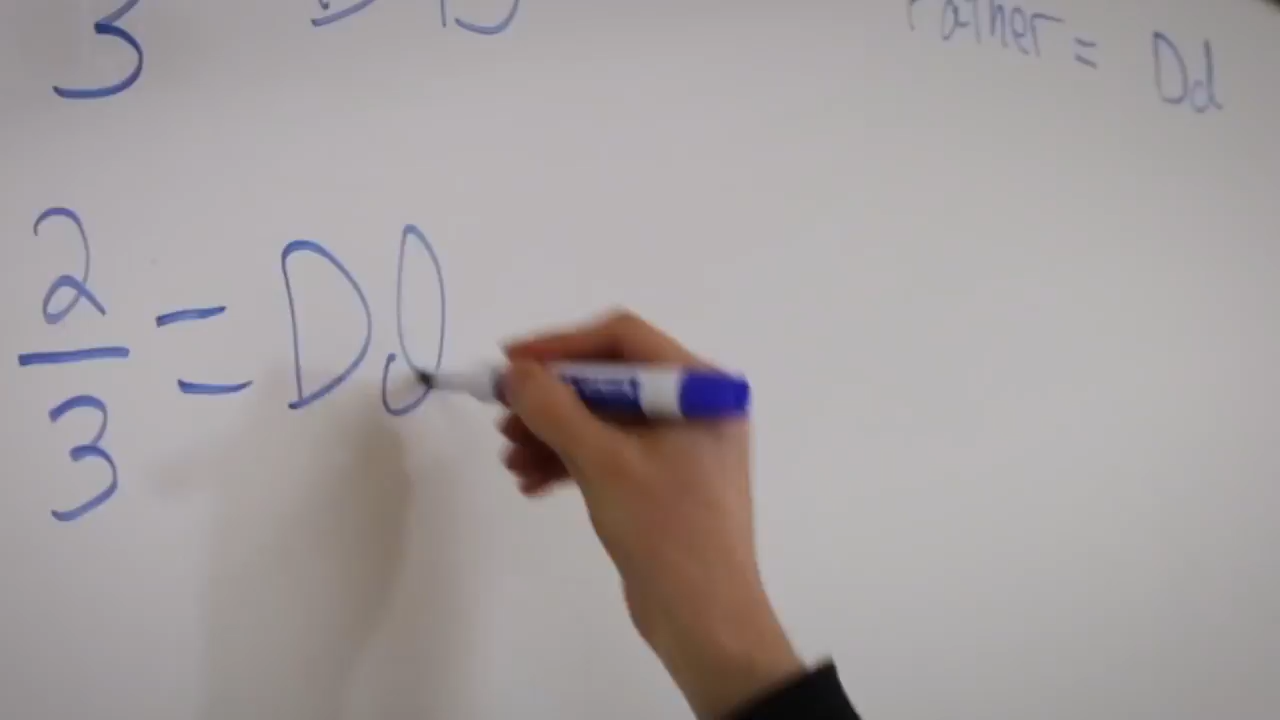 Father = Dd
3
2
— = Dd
3